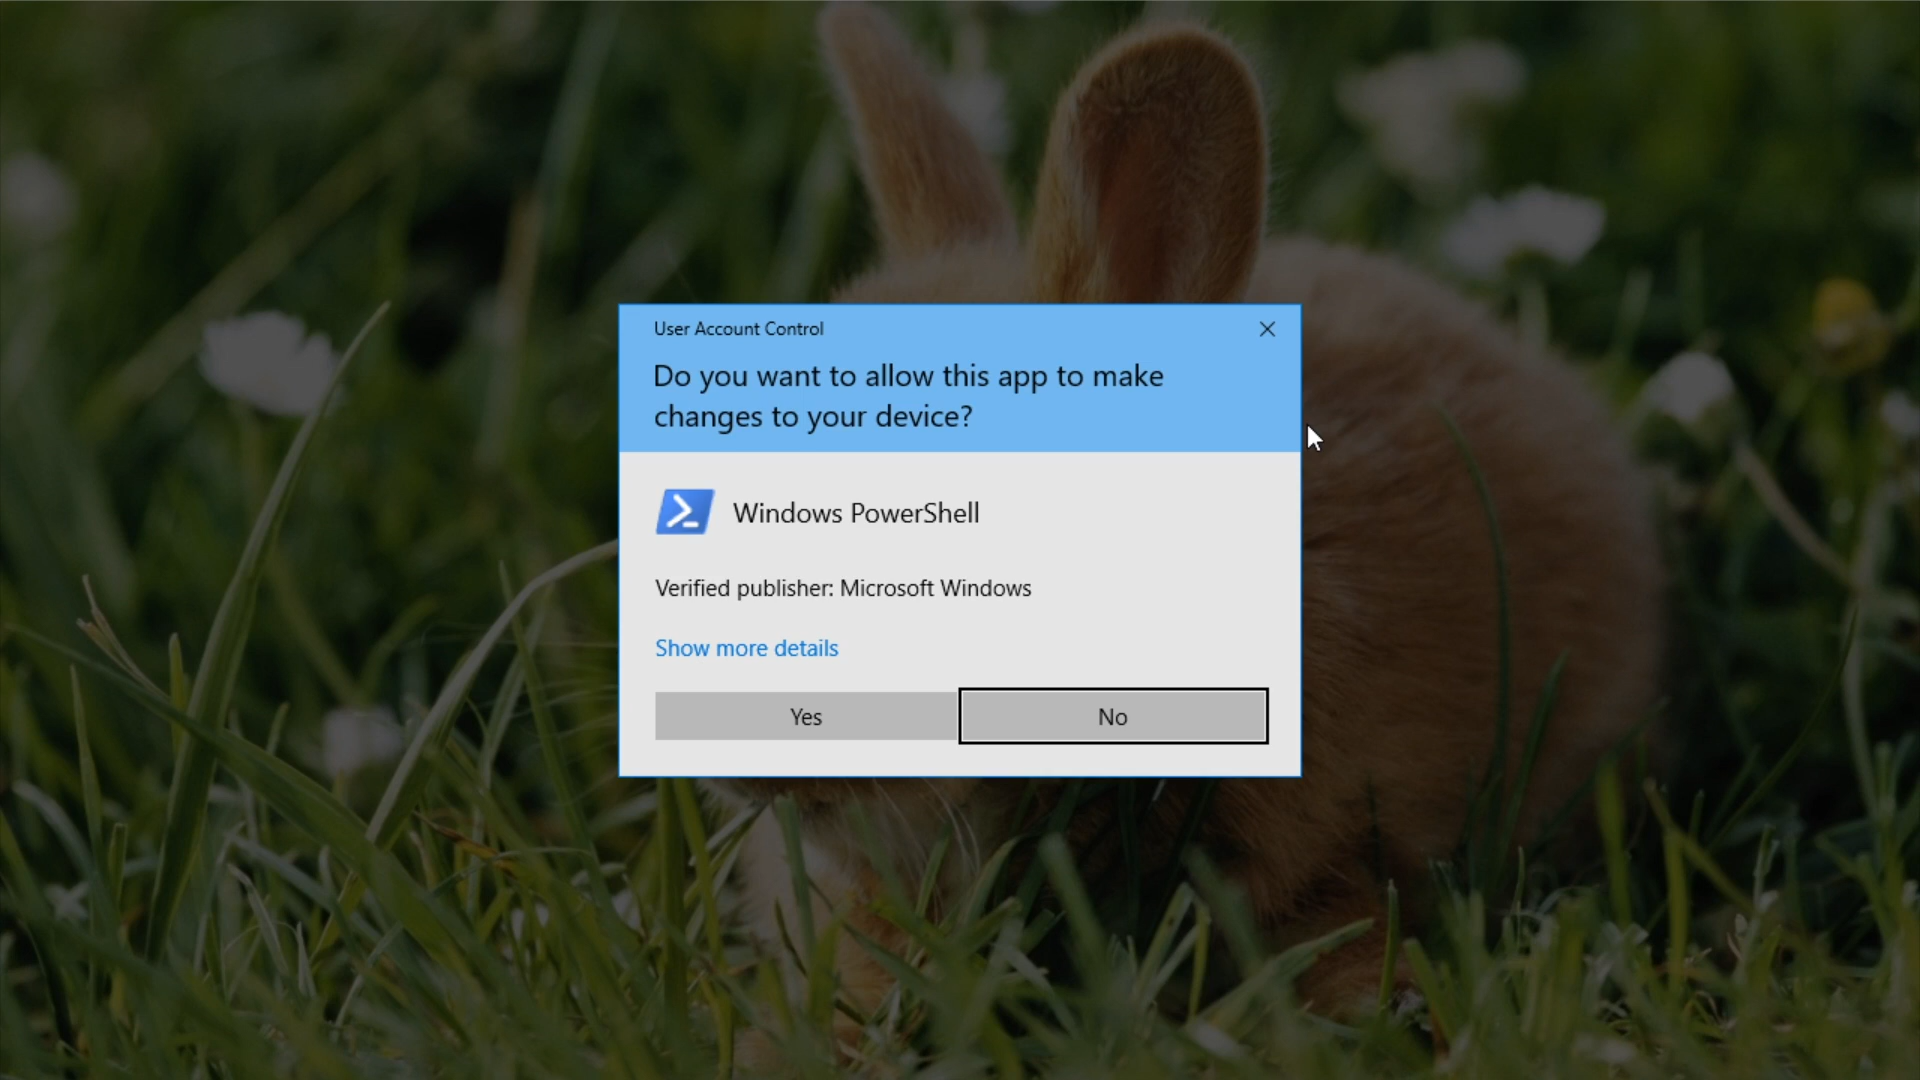 User Account Control
Do you want to allow this app to make
changes to your device?
Windows PowerShell
Verified publisher: Microsoft Windows
Show more details
Yes
No